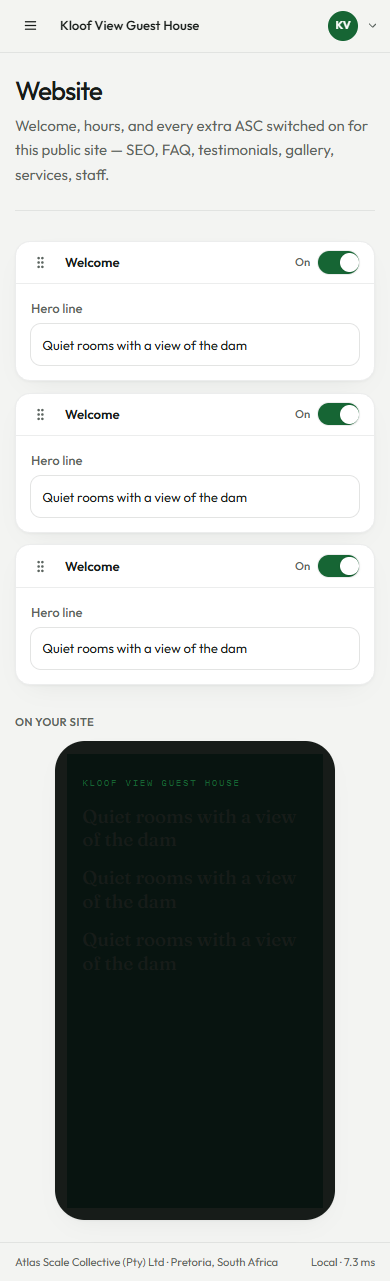 Kloof View Guest House
KV
Website
Welcome, hours, and every extra ASC switched on for
this public site — SEO, FAQ, testimonials, gallery,
services, staff.
Welcome
On
Hero line
Quiet rooms with a view of the dam
Welcome
On
Hero line
Quiet rooms with a view of the dam
Welcome
On
Hero line
Quiet rooms with a view of the dam
ON YOUR SITE
KLOOF VIEW GUEST HOUSE
Quiet rooms with a view
of the dam
Quiet rooms with a view
of the dam
Quiet rooms with a view
of the dam
Atlas Scale Collective (Pty) Ltd · Pretoria, South Africa
Local · 7.3 ms